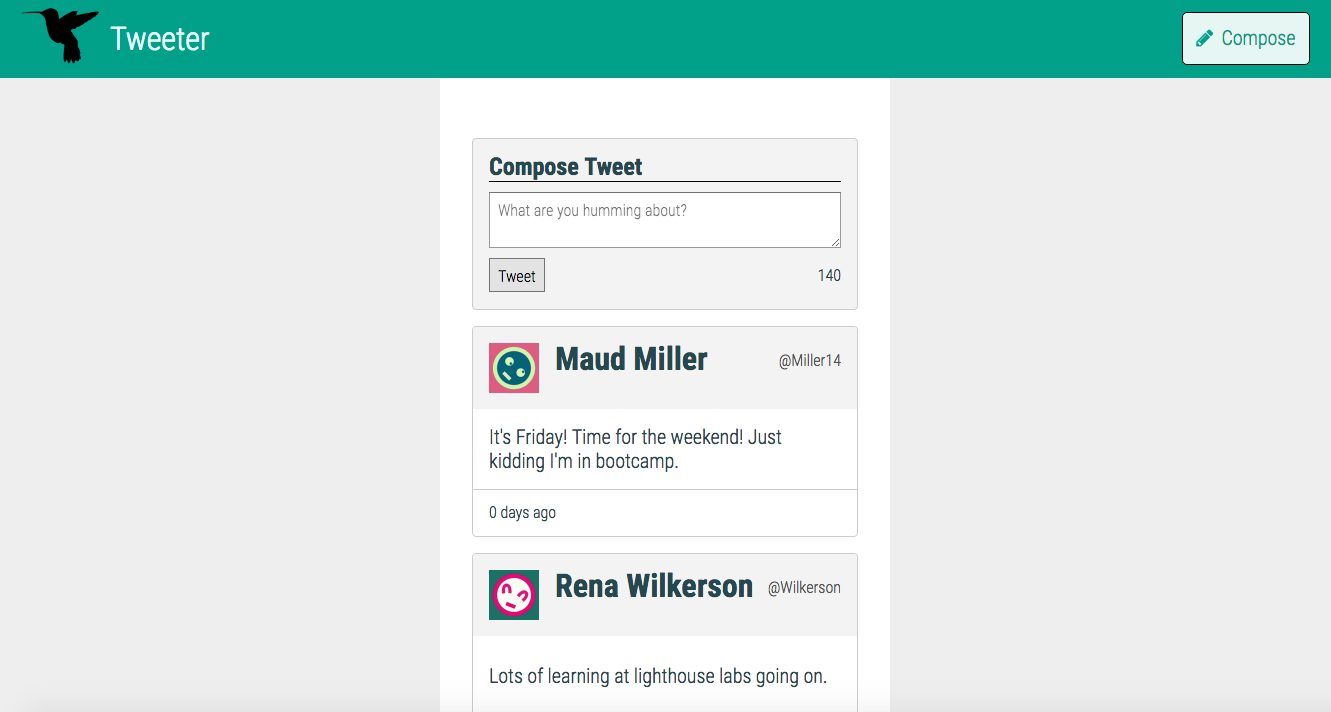 Tweeter
Compose
Compose Tweet
What are you humming about?
Tweet
140
Maud Miller
@Miller14
It's Friday! Time for the weekend! Just
kidding I'm in bootcamp.
0 days ago
Rena Wilkerson
@Wilkerson
Lots of learning at lighthouse labs going on.